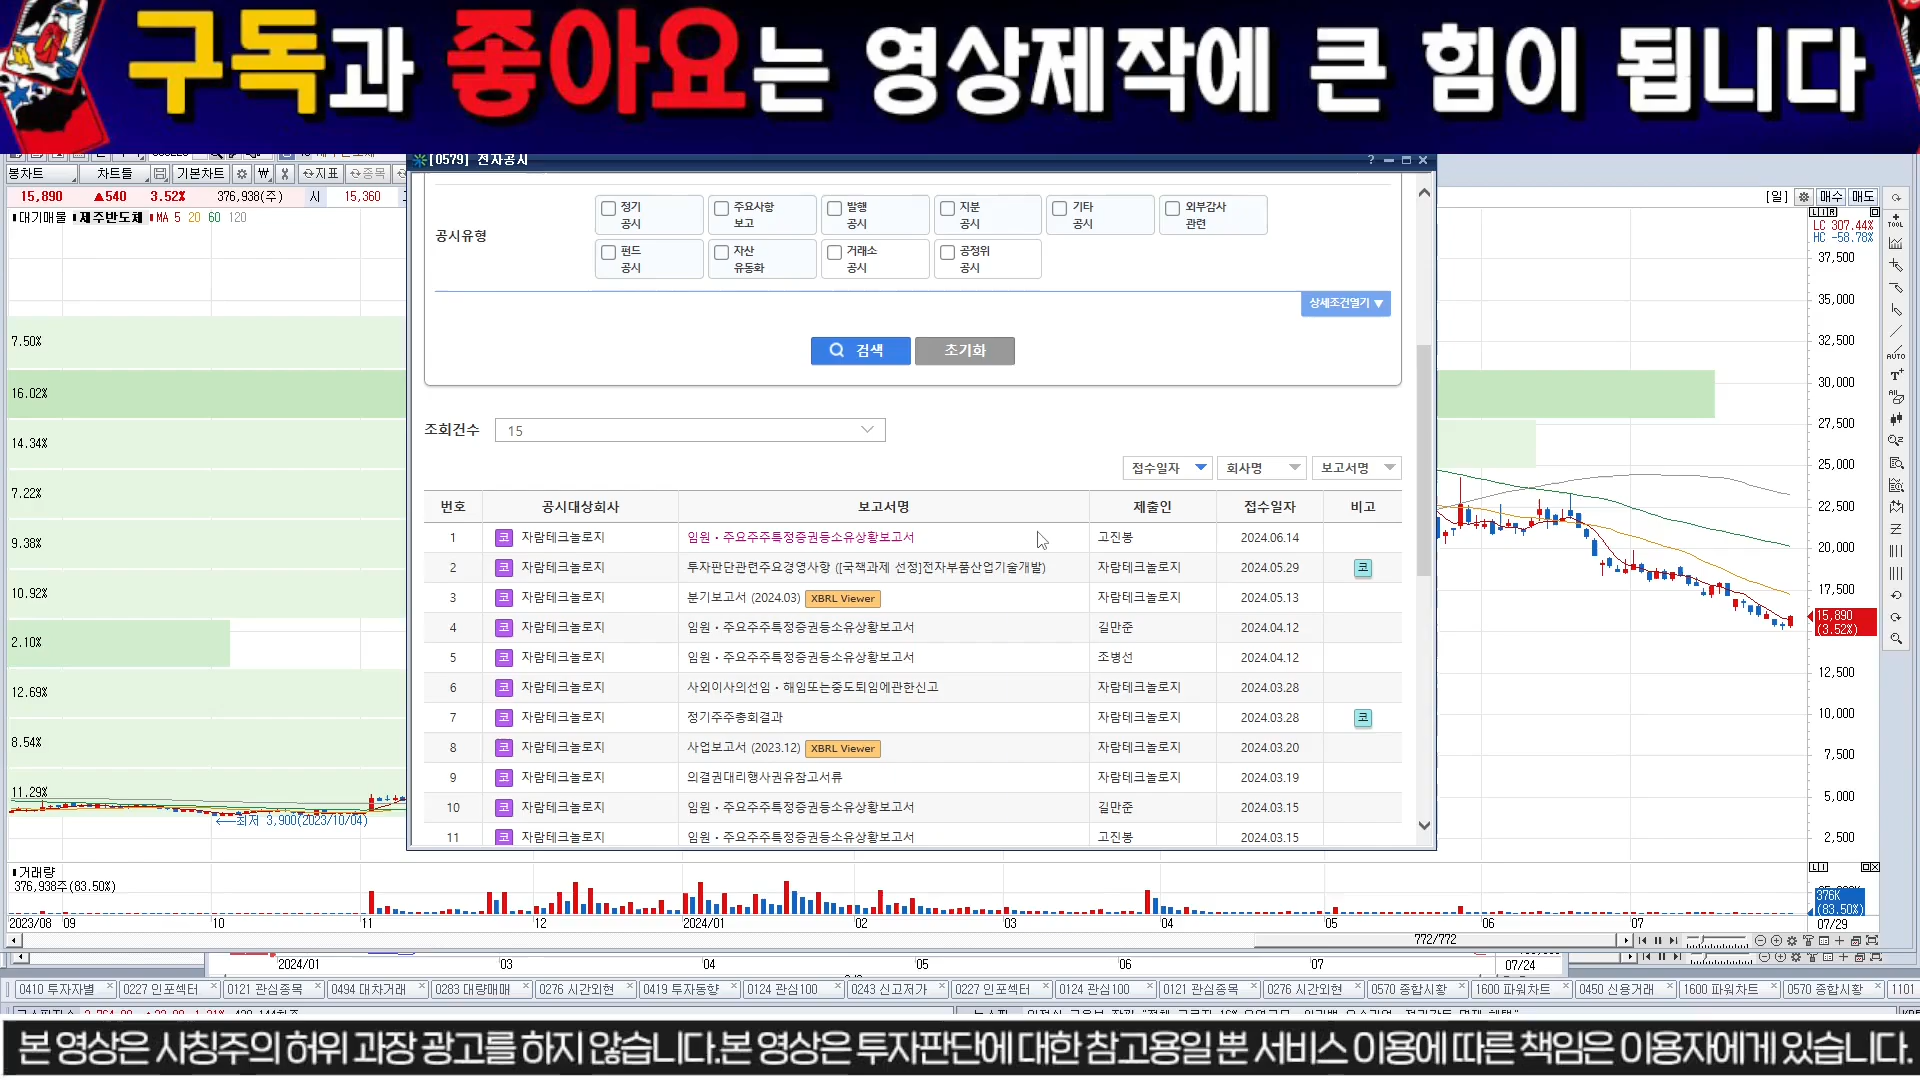 구독과 좋아요는 영상제작에 큰 힘이 됩니다
[0579] 전자공시
봉차트 차트틀 기본차트 지표 종목
15,890 ▲540 3.52% 376,938(주) 시 15,360
대기매물 제주반도체 MA 5 20 60 120
[일] 매수 매도
LC 307.44%
HC -58.78%
37,500
35,000
32,500
30,000
27,500
25,000
22,500
20,000
17,500
15,890
(3.52%)
12,500
10,000
7,500
5,000
2,500
7.50%
16.02%
14.34%
7.22%
9.38%
10.92%
2.10%
12.69%
8.54%
11.29%
최저 3,900(2023/10/04)
공시유형
정기 공시
주요사항 보고
발행 공시
지분 공시
기타 공시
외부감사 관련
펀드 공시
자산 유동화
거래소 공시
공정위 공시
상세조건열기 ▼
검색 초기화
조회건수 15
접수일자 회사명 보고서명
번호 공시대상회사 보고서명 제출인 접수일자 비고
1 코 자람테크놀로지 임원・주요주주특정증권등소유상황보고서 고진봉 2024.06.14
2 코 자람테크놀로지 투자판단관련주요경영사항 ([국책과제 선정]전자부품산업기술개발) 자람테크놀로지 2024.05.29 코
3 코 자람테크놀로지 분기보고서 (2024.03) XBRL Viewer 자람테크놀로지 2024.05.13
4 코 자람테크놀로지 임원・주요주주특정증권등소유상황보고서 길만준 2024.04.12
5 코 자람테크놀로지 임원・주요주주특정증권등소유상황보고서 조병선 2024.04.12
6 코 자람테크놀로지 사외이사의선임・해임또는중도퇴임에관한신고 자람테크놀로지 2024.03.28
7 코 자람테크놀로지 정기주주총회결과 자람테크놀로지 2024.03.28 코
8 코 자람테크놀로지 사업보고서 (2023.12) XBRL Viewer 자람테크놀로지 2024.03.20
9 코 자람테크놀로지 의결권대리행사권유참고서류 자람테크놀로지 2024.03.19
10 코 자람테크놀로지 임원・주요주주특정증권등소유상황보고서 길만준 2024.03.15
11 코 자람테크놀로지 임원・주요주주특정증권등소유상황보고서 고진봉 2024.03.15
거래량
376,938주(83.50%)
376K
(83.50%)
2023/08 09 10 11 12 2024/01 02 03 04 05 06 07 07/29
772/772
2024/01 03 04 05 06 07 07/24
0410 투자자별 0227 인포섹터 0121 관심종목 0494 대차거래 0283 대량매매 0276 시간외현 0419 투자동향 0124 관심100 0243 신고저가 0227 인포섹터 0124 관심100 0121 관심종목 0276 시간외현 0570 종합시황 1600 파워차트 0450 신용거래 1600 파워차트 0570 종합시황 1101
본 영상은 사칭주의 허위 과장 광고를 하지 않습니다.본 영상은 투자판단에 대한 참고용일 뿐 서비스 이용에 따른 책임은 이용자에게 있습니다.